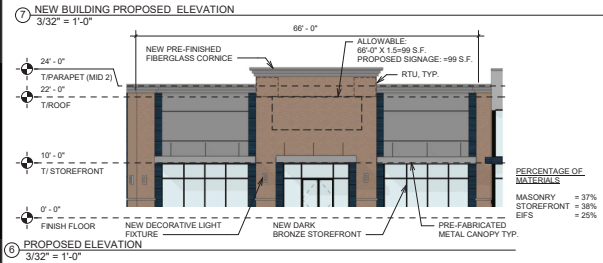 7 NEW BUILDING PROPOSED ELEVATION
3/32" = 1'-0"
66' - 0"
NEW PRE-FINISHED
FIBERGLASS CORNICE
ALLOWABLE:
66'-0" X 1.5=99 S.F.
PROPOSED SIGNAGE: =99 S.F.
24' - 0"
T/PARAPET (MID 2)
RTU, TYP.
22' - 0"
T/ROOF
10' - 0"
T/ STOREFRONT
PERCENTAGE OF
MATERIALS
MASONRY = 37%
STOREFRONT = 38%
EIFS = 25%
0' - 0"
FINISH FLOOR
NEW DECORATIVE LIGHT
FIXTURE
NEW DARK
BRONZE STOREFRONT
PRE-FABRICATED
METAL CANOPY TYP.
6 PROPOSED ELEVATION
3/32" = 1'-0"